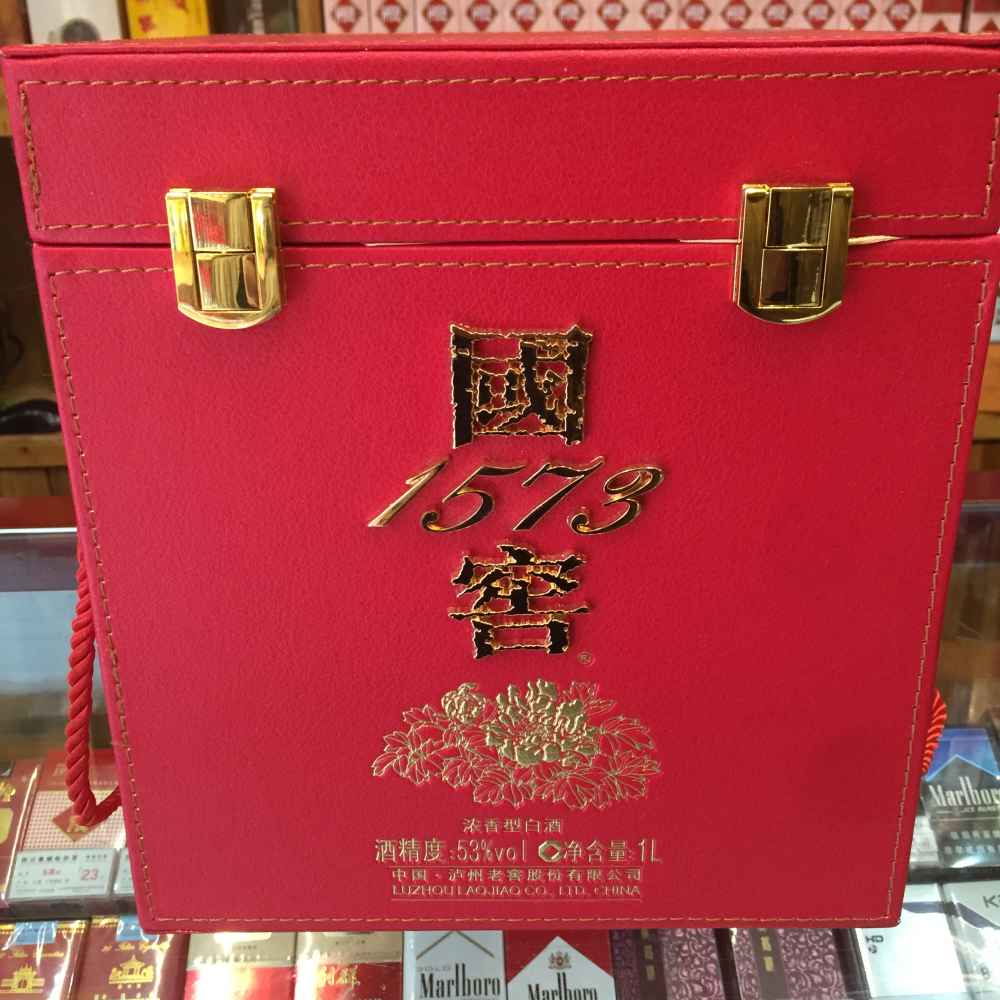 國
1573
窖®
浓香型白酒
酒精度:53%vol 净含量:1L
中国·泸州老窖股份有限公司
LUZHOU LAOJIAO CO., LTD. CHINA
23
Marlboro
Marlboro
Marlboro